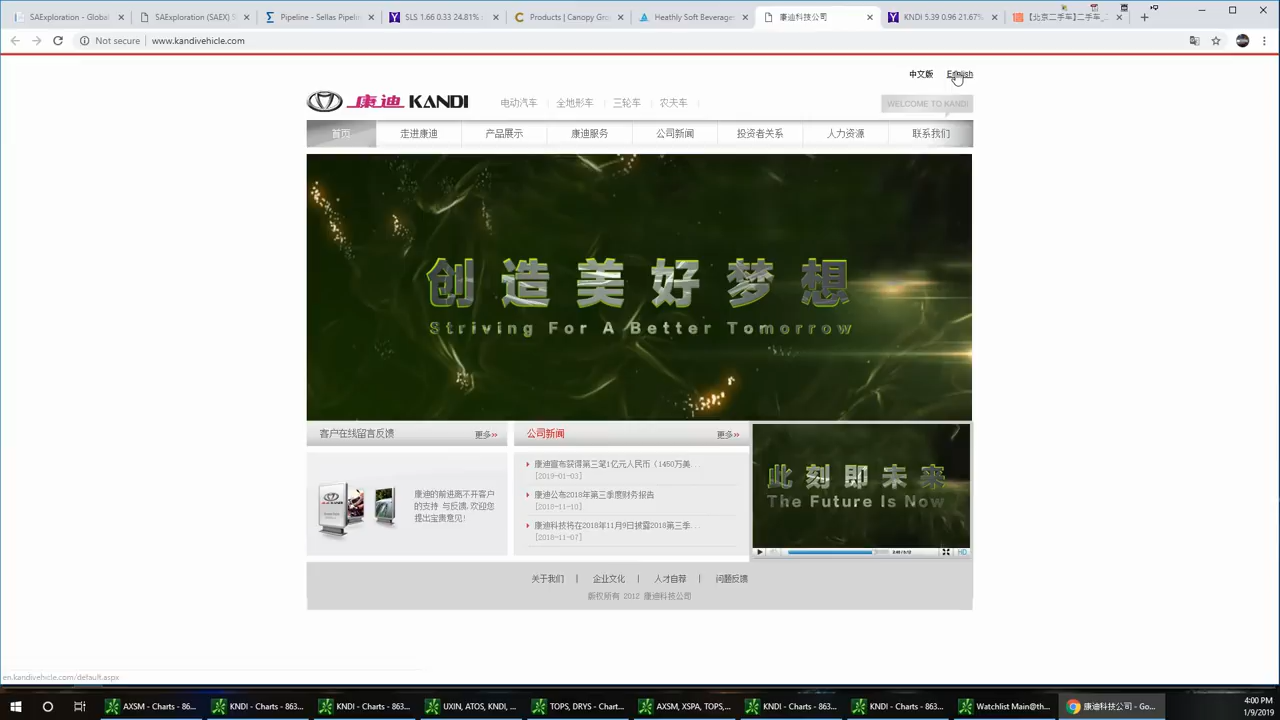 SAExploration - Global
SAExploration (SAEX) S
Pipeline - Sellas Pipelin
SLS 1.66 0.33 24.81%
Products | Canopy Gro
Heathly Soft Beverages
康迪科技公司
KNDI 5.39 0.96 21.67%
【北京二手车】二手车_
Not secure
www.kandivehicle.com
中文版
English
康迪 KANDI
电动汽车
全地形车
三轮车
农夫车
WELCOME TO KANDI
首页
走进康迪
产品展示
康迪服务
公司新闻
投资者关系
人力资源
联系我们
创造美好梦想
Striving For A Better Tomorrow
客户在线留言反馈
更多»
公司新闻
更多»
康迪的前进离不开客户
的支持 与反馈,欢迎您
提出宝贵意见!
康迪宣布获得第三笔1亿元人民币（1450万美...
[2019-01-03]
康迪公布2018年第三季度财务报告
[2018-11-10]
康迪科技将在2018年11月9日披露2018第三季...
[2018-11-07]
此刻即未来
The Future Is Now
HD
关于我们 | 企业文化 | 人才自荐 | 问题反馈
版权所有 2012 康迪科技公司
en.kandivehicle.com/default.aspx
AXSM - Charts - 86...
KNDI - Charts - 863...
KNDI - Charts - 863...
UXIN, ATOS, KNDI, ...
TOPS, DRYS - Chart...
AXSM, XSPA, TOPS,...
KNDI - Charts - 863...
KNDI - Charts - 863...
Watchlist Main@th...
康迪科技公司 - Go...
4:00 PM
1/9/2019